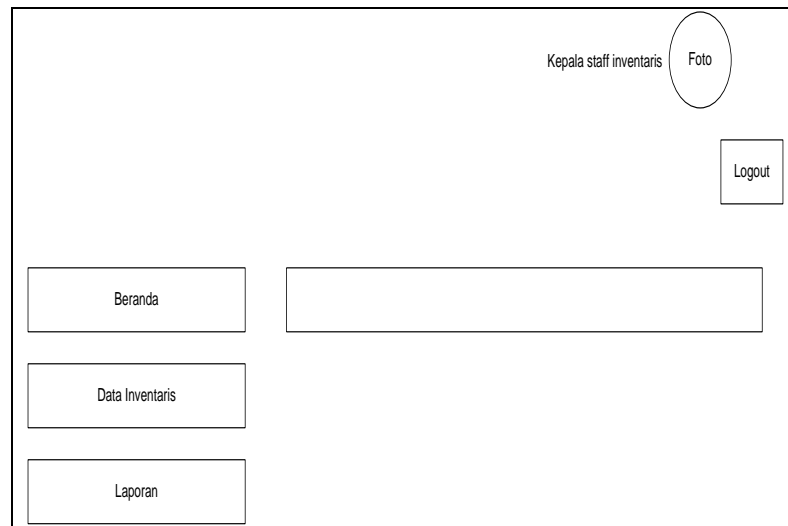 Kepala staff inventaris
Foto
Logout
Beranda
Data Inventaris
Laporan